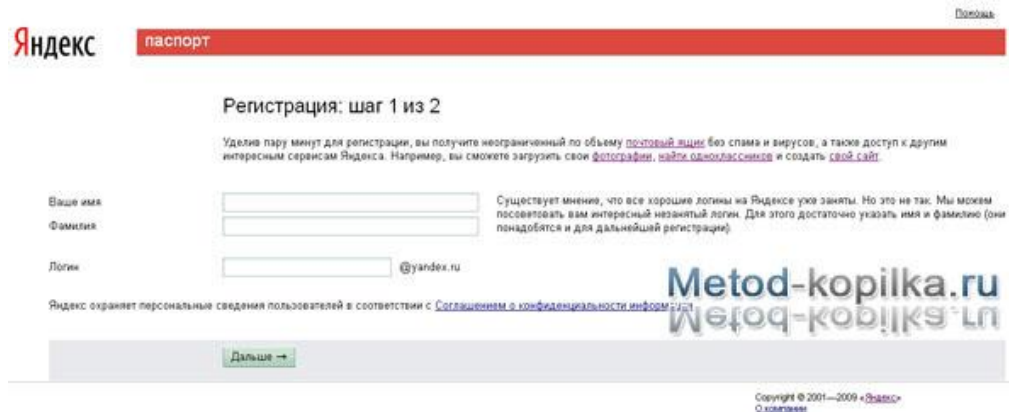 Помощь
Яндекс
паспорт
Регистрация: шаг 1 из 2
Уделив пару минут для регистрации, вы получите неограниченный по объему почтовый ящик без спама и вирусов, а также доступ к другим
интересным сервисам Яндекса. Например, вы сможете загрузить свои фотографии, найти одноклассников и создать свой сайт.
Ваше имя
Фамилия
Существует мнение, что все хорошие логины на Яндексе уже заняты. Но это не так. Мы можем
посоветовать вам интересный незанятый логин. Для этого достаточно указать имя и фамилию (они
понадобятся и для дальнейшей регистрации).
Логин
@yandex.ru
Metod-kopilka.ru
Яндекс охраняет персональные сведения пользователей в соответствии с Соглашением о конфиденциальности информации
Дальше →
Copyright © 2001—2009 «Яндекс»
О компании